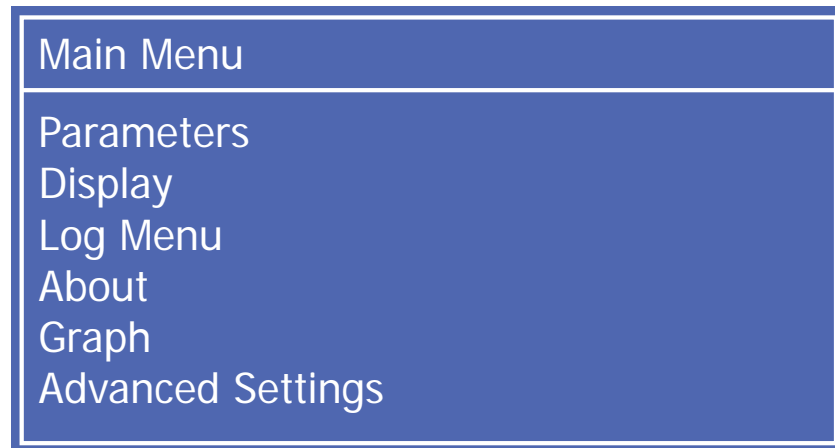 Main Menu
Parameters
Display
Log Menu
About
Graph
Advanced Settings